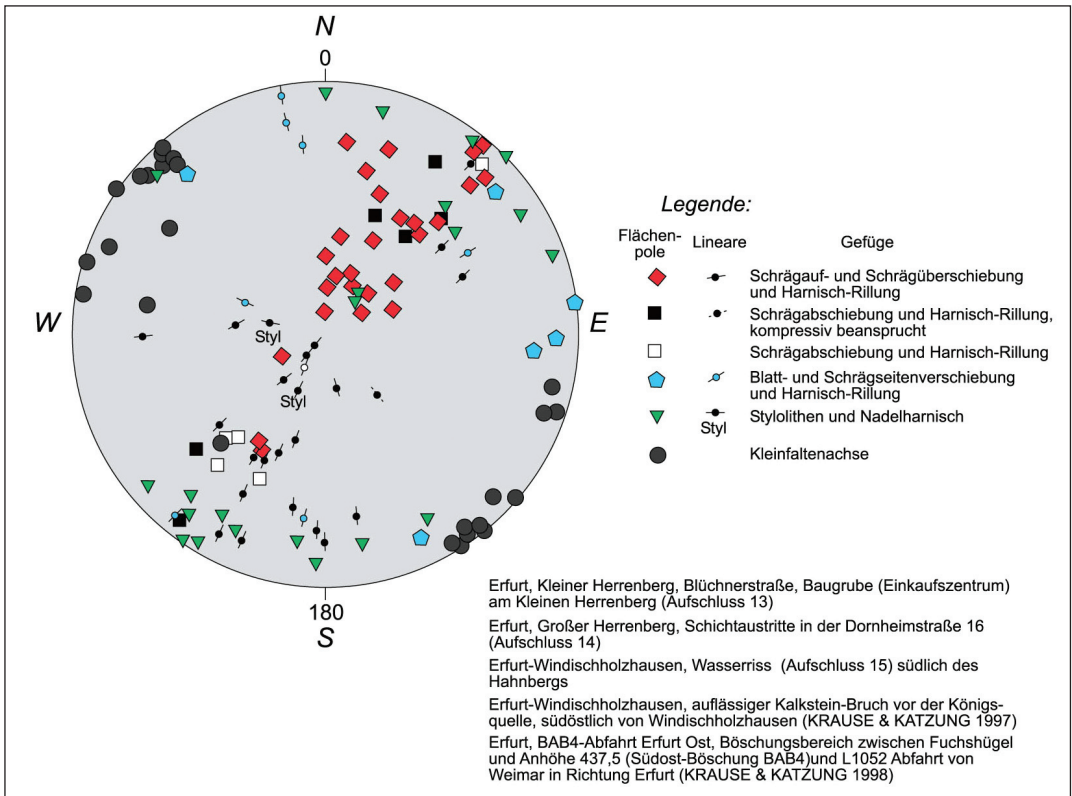 N
0
W
E
Styl
Styl
180
S
Legende:
Flächen-
pole
Lineare
Gefüge
Schrägauf- und Schrägüberschiebung
und Harnisch-Rillung
Schrägabschiebung und Harnisch-Rillung,
kompressiv beansprucht
Schrägabschiebung und Harnisch-Rillung
Blatt- und Schrägseitenverschiebung
und Harnisch-Rillung
Stylolithen und Nadelharnisch
Styl
Kleinfaltenachse
Erfurt, Kleiner Herrenberg, Blüchnerstraße, Baugrube (Einkaufszentrum)
am Kleinen Herrenberg (Aufschluss 13)
Erfurt, Großer Herrenberg, Schichtaustritte in der Dornheimstraße 16
(Aufschluss 14)
Erfurt-Windischholzhausen, Wasserriss (Aufschluss 15) südlich des
Hahnbergs
Erfurt-Windischholzhausen, auflässiger Kalkstein-Bruch vor der Königs-
quelle, südöstlich von Windischholzhausen (KRAUSE & KATZUNG 1997)
Erfurt, BAB4-Abfahrt Erfurt Ost, Böschungsbereich zwischen Fuchshügel
und Anhöhe 437,5 (Südost-Böschung BAB4)und L1052 Abfahrt von
Weimar in Richtung Erfurt (KRAUSE & KATZUNG 1998)